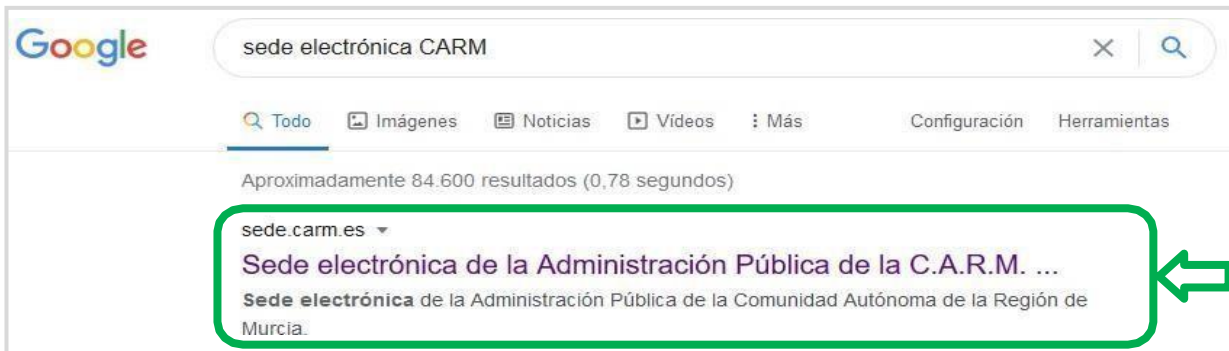 Google
sede electrónica CARM
Todo Imágenes Noticias Vídeos Más Configuración Herramientas
Aproximadamente 84.600 resultados (0,78 segundos)
sede.carm.es
Sede electrónica de la Administración Pública de la C.A.R.M. ...
Sede electrónica de la Administración Pública de la Comunidad Autónoma de la Región de
Murcia.